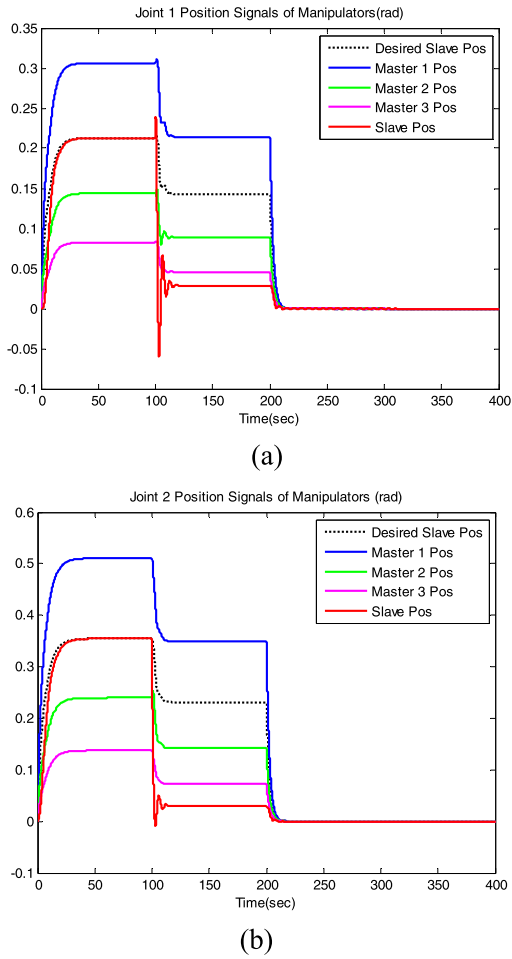 Joint 1 Position Signals of Manipulators(rad)
0.35
0.3
0.25
0.2
0.15
0.1
0.05
0
-0.05
-0.1
Desired Slave Pos
Master 1 Pos
Master 2 Pos
Master 3 Pos
Slave Pos
0 50 100 150 200 250 300 350 400
Time(sec)
(a)
Joint 2 Position Signals of Manipulators (rad)
0.6
0.5
0.4
0.3
0.2
0.1
0
-0.1
Desired Slave Pos
Master 1 Pos
Master 2 Pos
Master 3 Pos
Slave Pos
0 50 100 150 200 250 300 350 400
Time(sec)
(b)